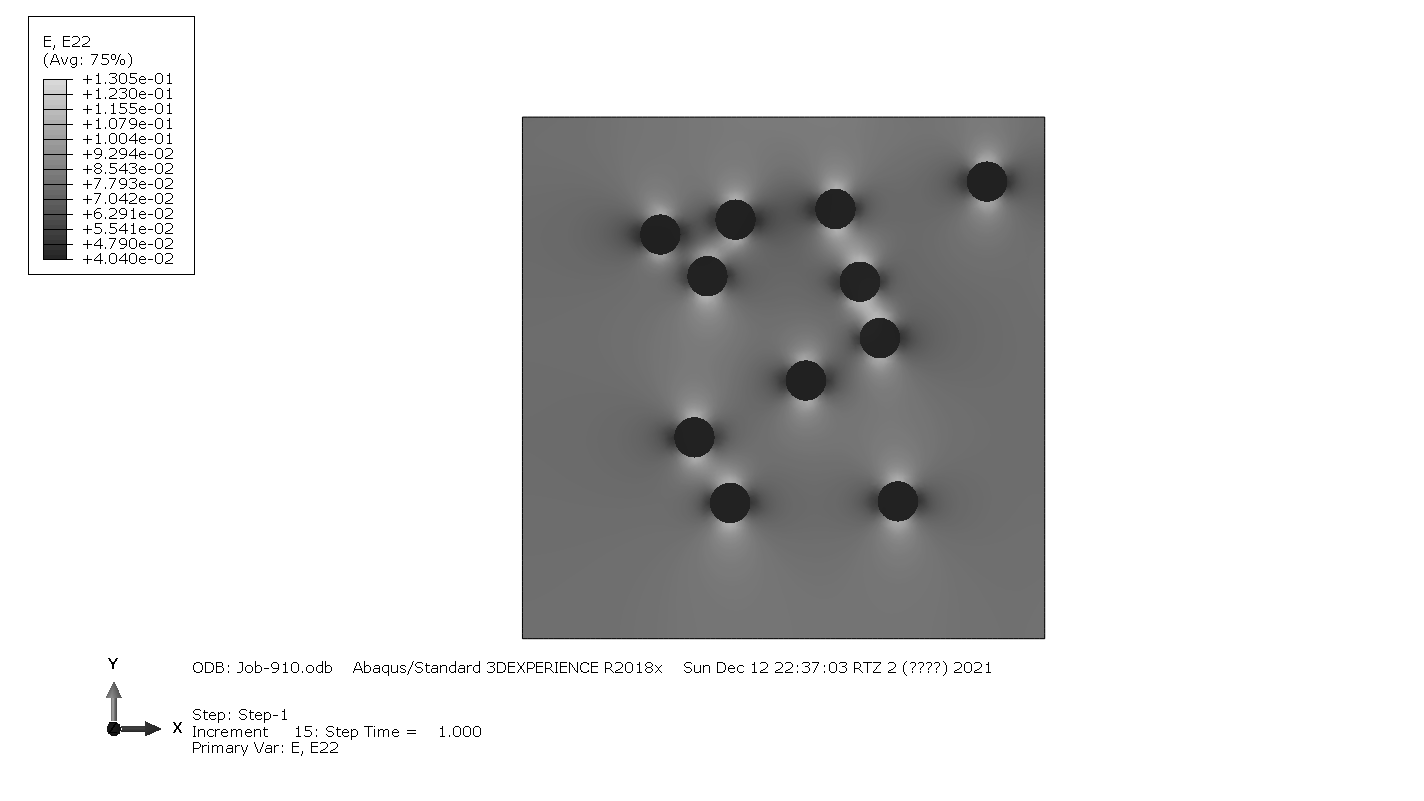 E, E22
(Avg: 75%)
+1.305e-01
+1.230e-01
+1.155e-01
+1.079e-01
+1.004e-01
+9.294e-02
+8.543e-02
+7.793e-02
+7.042e-02
+6.291e-02
+5.541e-02
+4.790e-02
+4.040e-02
Y
X
ODB: Job-910.odb    Abaqus/Standard 3DEXPERIENCE R2018x    Sun Dec 12 22:37:03 RTZ 2 (????) 2021
Step: Step-1
Increment    15: Step Time =    1.000
Primary Var: E, E22